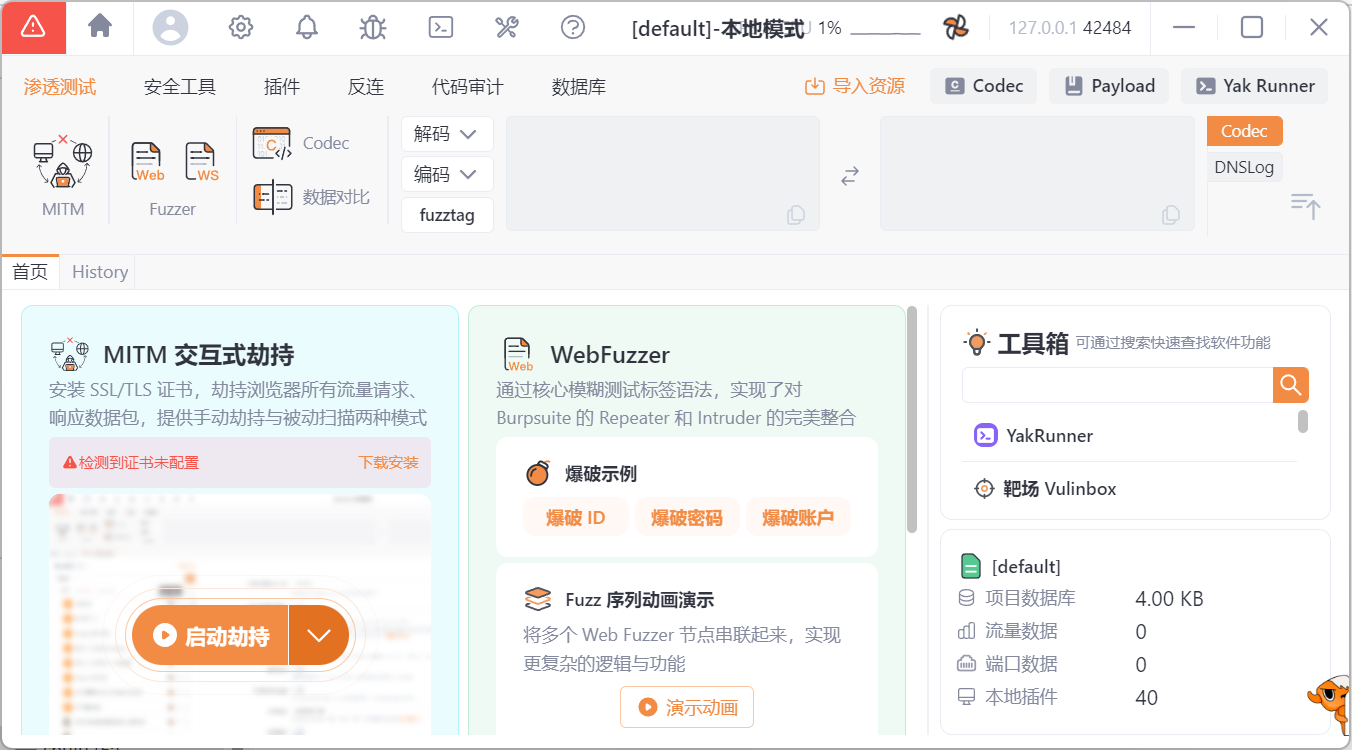 [default]-本地模式
1%
127.0.0.1 42484
渗透测试 安全工具 插件 反连 代码审计 数据库
导入资源 Codec Payload Yak Runner
MITM
Web
WS
Fuzzer
Codec
数据对比
解码
编码
fuzztag
Codec
DNSLog
首页 History
MITM 交互式劫持
安装 SSL/TLS 证书，劫持浏览器所有流量请求、
响应数据包，提供手动劫持与被动扫描两种模式
检测到证书未配置 下载安装
启动劫持
Web
WebFuzzer
通过核心模糊测试标签语法，实现了对
Burpsuite 的 Repeater 和 Intruder 的完美整合
爆破示例
爆破 ID 爆破密码 爆破账户
Fuzz 序列动画演示
将多个 Web Fuzzer 节点串联起来，实现
更复杂的逻辑与功能
演示动画
工具箱 可通过搜索快速查找软件功能
YakRunner
靶场 Vulinbox
[default]
项目数据库 4.00 KB
流量数据 0
端口数据 0
本地插件 40